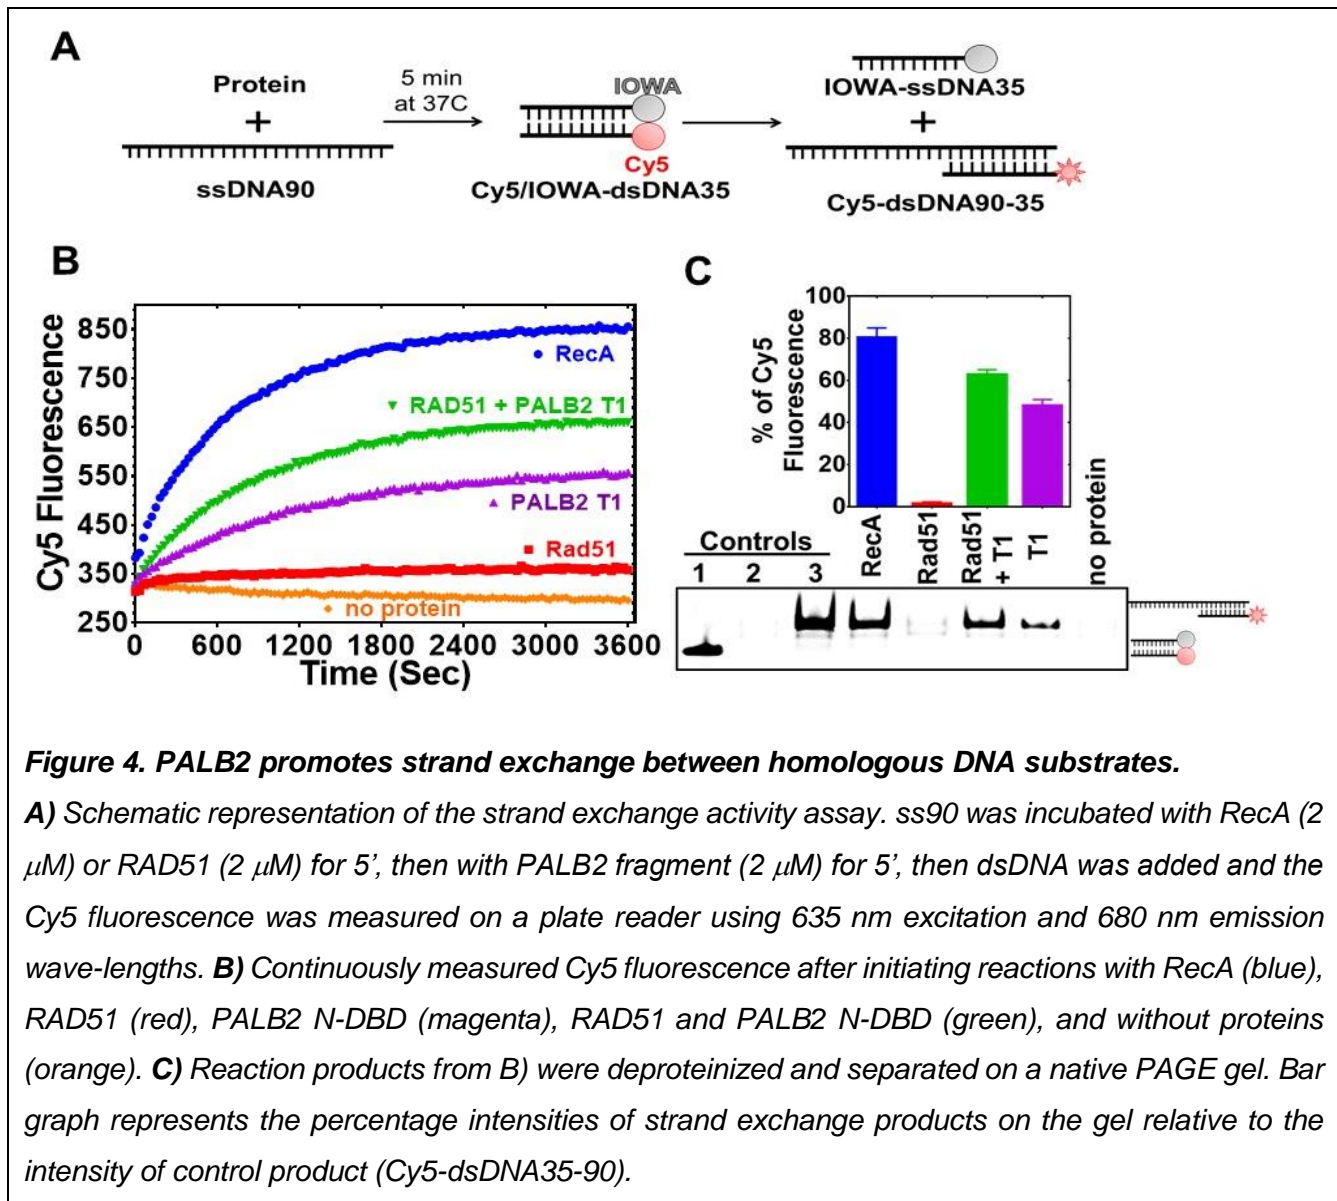 A
Protein
+
ssDNA90
5 min
at 37C
IOWA
Cy5
Cy5/IOWA-dsDNA35
IOWA-ssDNA35
+
Cy5-dsDNA90-35
B
Cy5 Fluorescence
850
750
650
550
450
350
250
RecA
RAD51 + PALB2 T1
PALB2 T1
Rad51
no protein
0 600 1200 1800 2400 3000 3600
Time (Sec)
C
% of Cy5
Fluorescence
100
80
60
40
20
0
Controls
1 2 3
RecA
Rad51
Rad51
+ T1
T1
no protein
Figure 4. PALB2 promotes strand exchange between homologous DNA substrates.
A) Schematic representation of the strand exchange activity assay. ss90 was incubated with RecA (2
μM) or RAD51 (2 μM) for 5’, then with PALB2 fragment (2 μM) for 5’, then dsDNA was added and the
Cy5 fluorescence was measured on a plate reader using 635 nm excitation and 680 nm emission
wave-lengths. B) Continuously measured Cy5 fluorescence after initiating reactions with RecA (blue),
RAD51 (red), PALB2 N-DBD (magenta), RAD51 and PALB2 N-DBD (green), and without proteins
(orange). C) Reaction products from B) were deproteinized and separated on a native PAGE gel. Bar
graph represents the percentage intensities of strand exchange products on the gel relative to the
intensity of control product (Cy5-dsDNA35-90).